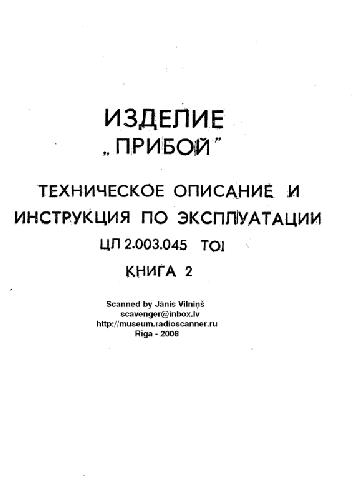 ИЗДЕЛИЕ
„ПРИБОЙ”
ТЕХНИЧЕСКОЕ ОПИСАНИЕ И
ИНСТРУКЦИЯ ПО ЭКСПЛУАТАЦИИ
ЦЛ 2.003.045 ТО1
КНИГА 2
Scanned by Jānis Vilniņš
scavenger@inbox.lv
http://museum.radioscanner.ru
Rīga - 2008